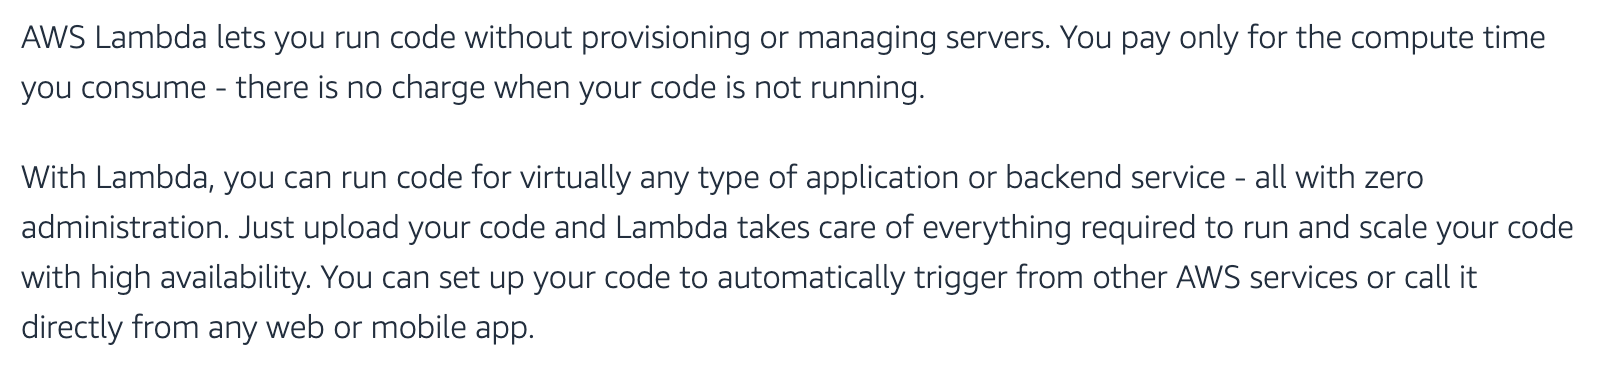 AWS Lambda lets you run code without provisioning or managing servers. You pay only for the compute time
you consume - there is no charge when your code is not running.
With Lambda, you can run code for virtually any type of application or backend service - all with zero
administration. Just upload your code and Lambda takes care of everything required to run and scale your code
with high availability. You can set up your code to automatically trigger from other AWS services or call it
directly from any web or mobile app.